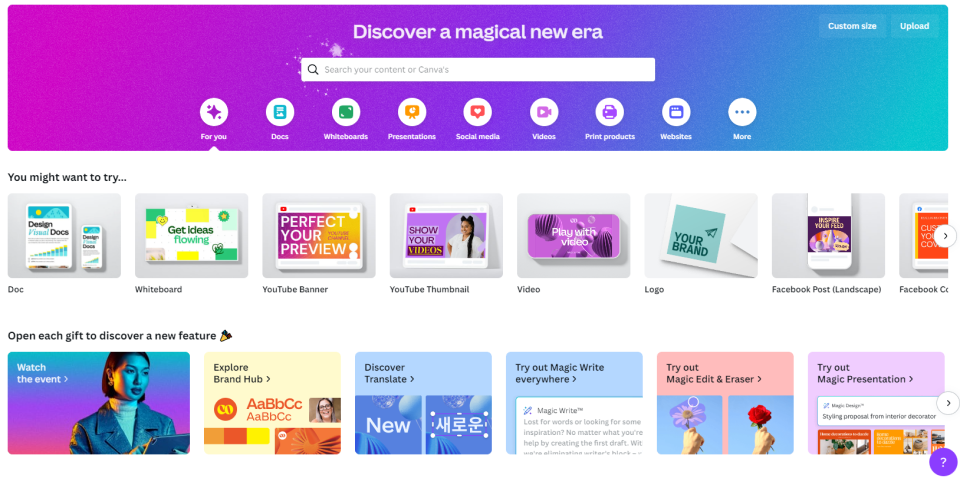 Discover a magical new era
Custom size
Upload
Search your content or Canva's
For you
Docs
Whiteboards
Presentations
Social media
Videos
Print products
Websites
More
You might want to try...
Design
Visual Docs
Design
Visual
Docs
Get ideas
flowing
PERFECT
YOUR YOUTUBE CHANNEL
PREVIEW
SHOW
YOUR
VIDEOS
Play with
video
YOUR
BRAND
INSPIRE
YOUR FEED
Doc
Whiteboard
YouTube Banner
YouTube Thumbnail
Video
Logo
Facebook Post (Landscape)
Facebook Co
Open each gift to discover a new feature
Watch
the event >
Explore
Brand Hub >
AaBbCc
AaBbCc
Discover
Translate >
New
새로운
Try out Magic Write
everywhere >
Magic Write™
Lost for words or looking for some
inspiration? No matter what you're
help by creating the first draft. Wit
we're eliminating writer's block – c
Try out
Magic Edit & Eraser >
Try out
Magic Presentation >
Magic Design™
Styling proposal from interior decorator
?